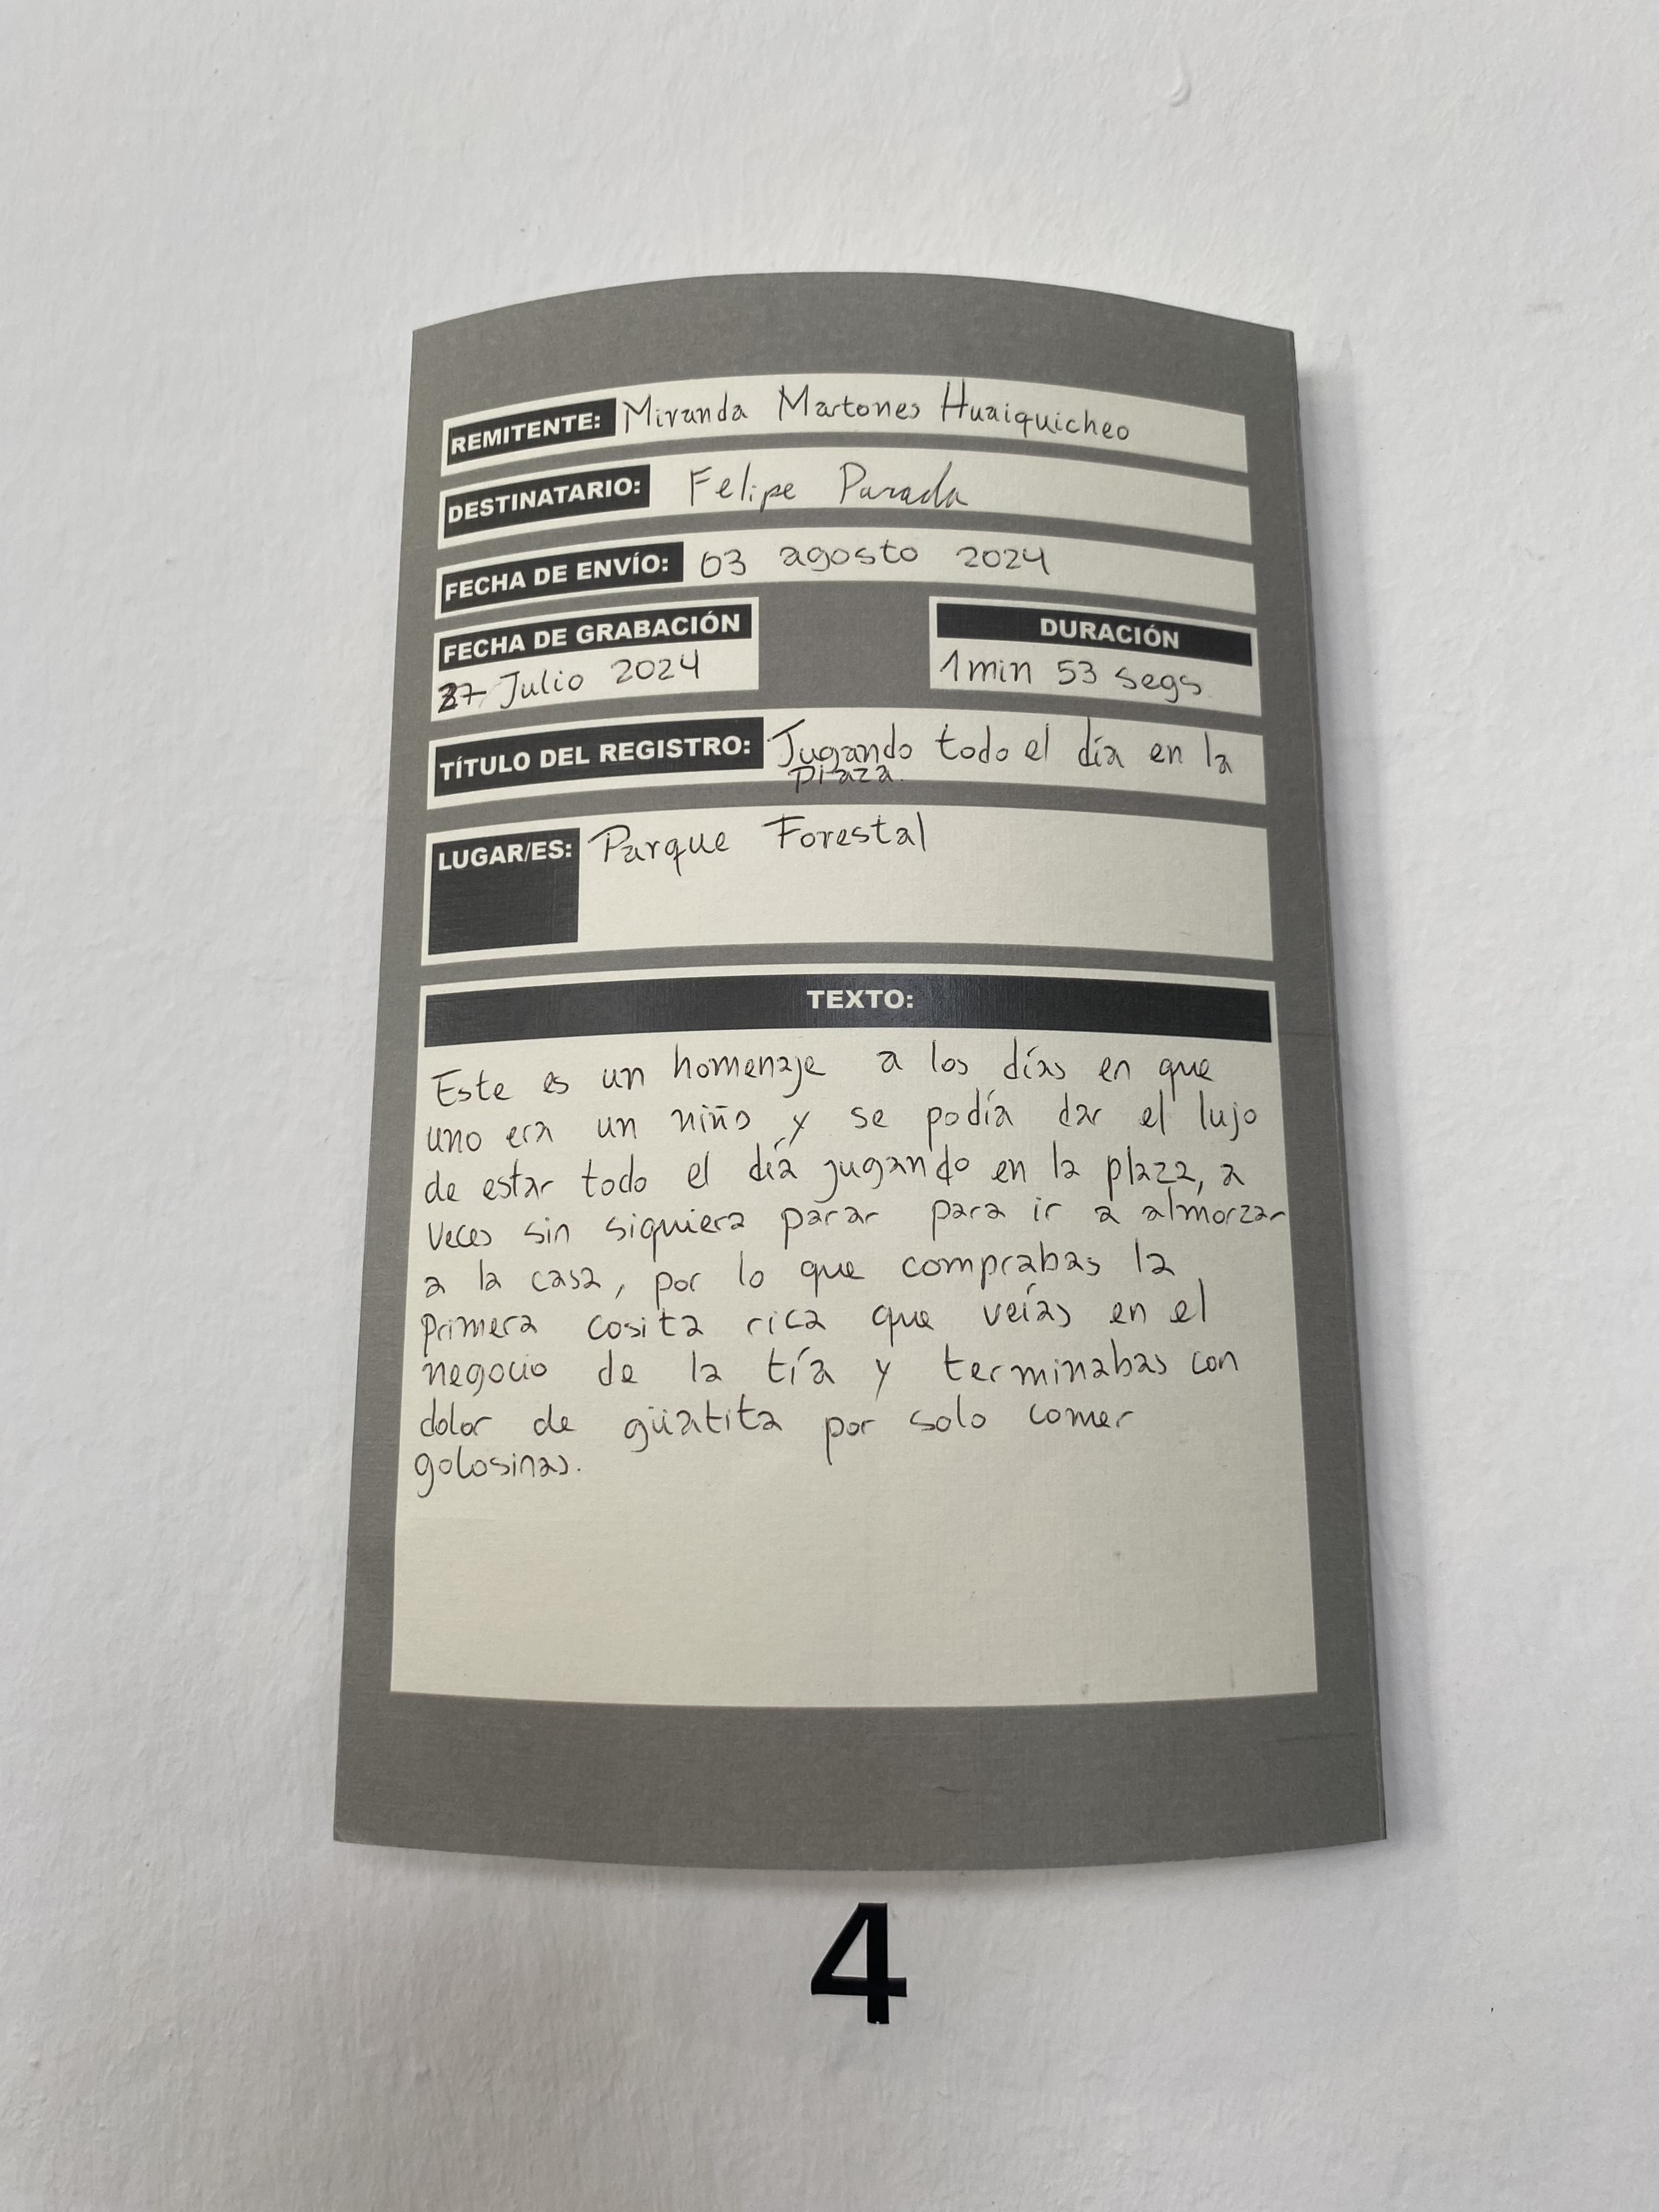 REMITENTE: Miranda Martones Huaiquicheo
DESTINATARIO: Felipe Parada
FECHA DE ENVÍO: 03 agosto 2024
FECHA DE GRABACIÓN
27 Julio 2024
DURACIÓN
1min 53 segs
TÍTULO DEL REGISTRO: Jugando todo el día en la
plaza.
LUGAR/ES: Parque Forestal
TEXTO:
Este es un homenaje a los días en que
uno era un niño y se podía dar el lujo
de estar todo el día jugando en la plaza, a
veces sin siquiera parar para ir a almorzar
a la casa, por lo que comprabas la
primera cosita rica que veías en el
negocio de la tía y terminabas con
dolor de güatita por solo comer
golosinas.
4